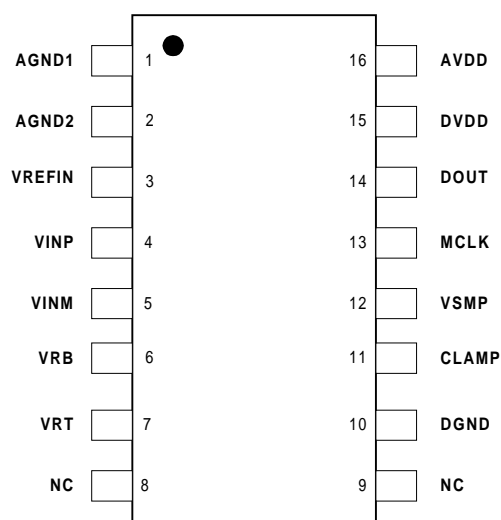 AGND1 1 16 AVDD
AGND2 2 15 DVDD
VREFIN 3 14 DOUT
VINP 4 13 MCLK
VINM 5 12 VSMP
VRB 6 11 CLAMP
VRT 7 10 DGND
NC 8 9 NC